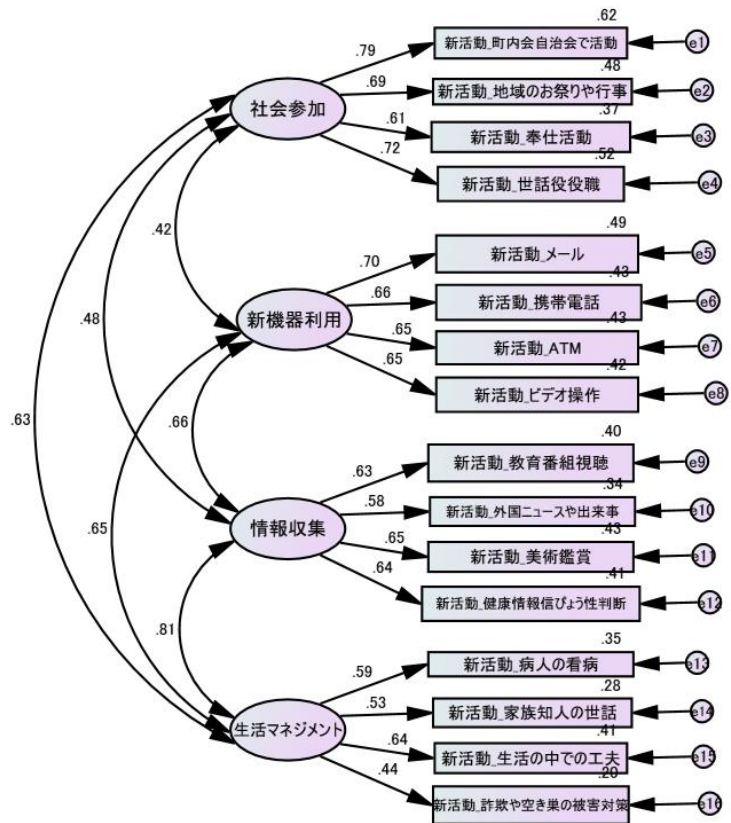 .62
.79
新活動_町内会自治会で活動
e1
.48
.69
新活動_地域のお祭りや行事
e2
社会参加
.37
.61
新活動_奉仕活動
e3
.52
.72
新活動_世話役役職
e4
.42
.49
.70
新活動_メール
e5
.43
.66
新活動_携帯電話
e6
新機器利用
.43
.65
新活動_ATM
e7
.42
.65
新活動_ビデオ操作
e8
.48
.63
.66
.40
.63
新活動_教育番組視聴
e9
.34
.58
新活動_外国ニュースや出来事
e10
情報収集
.43
.65
新活動_美術鑑賞
e11
.65
.41
.64
新活動_健康情報信ぴょう性判断
e12
.81
.35
.59
新活動_病人の看病
e13
.28
.53
新活動_家族知人の世話
e14
生活マネジメント
.41
.64
新活動_生活の中での工夫
e15
.20
.44
新活動_詐欺や空き巣の被害対策
e16